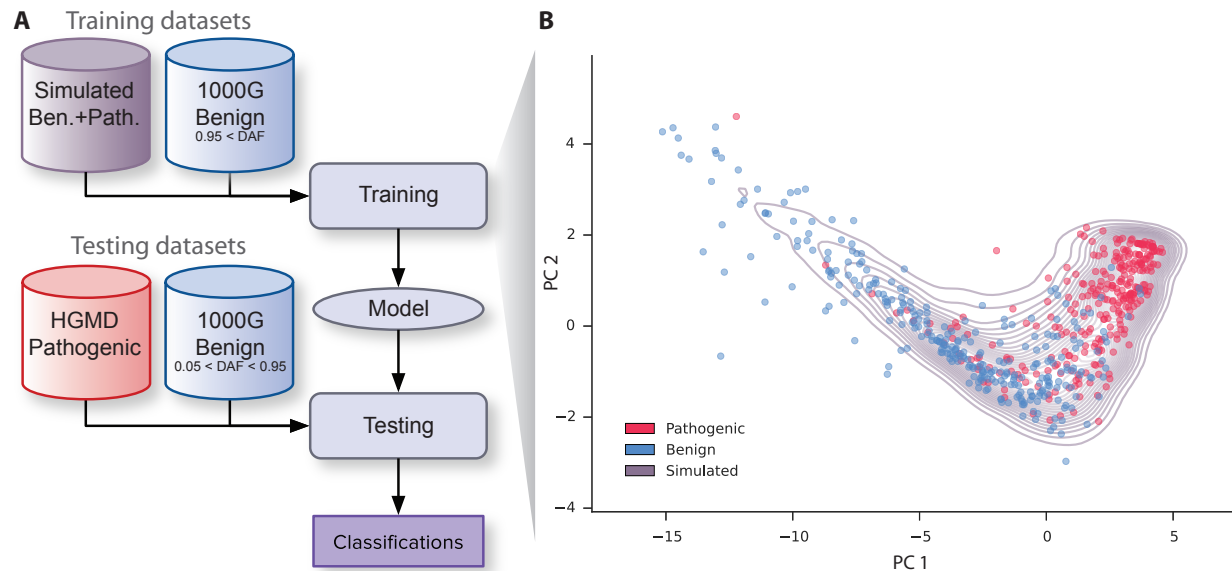 A
Training datasets
Simulated
Ben.+Path.
1000G
Benign
0.95 < DAF
Training
Testing datasets
HGMD
Pathogenic
1000G
Benign
0.05 < DAF < 0.95
Model
Testing
Classifications
B
PC 2
4
2
0
−2
−4
Pathogenic
Benign
Simulated
−15
−10
−5
0
5
PC 1